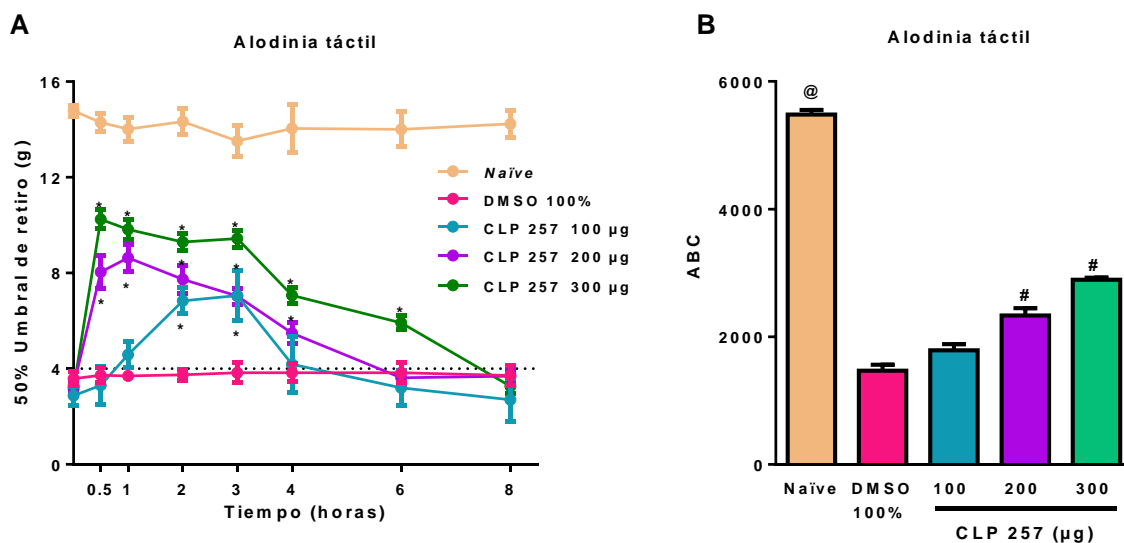 A
Alodinia táctil
50% Umbral de retiro (g)
16
12
8
4
0
0.5 1 2 3 4 6 8
Tiempo (horas)
Naïve
DMSO 100%
CLP 257 100 µg
CLP 257 200 µg
CLP 257 300 µg
* * * * * * * * * * * * *
B
Alodinia táctil
ABC
6000
4000
2000
0
@
#
#
Naïve DMSO 100 200 300
100%
CLP 257 (µg)